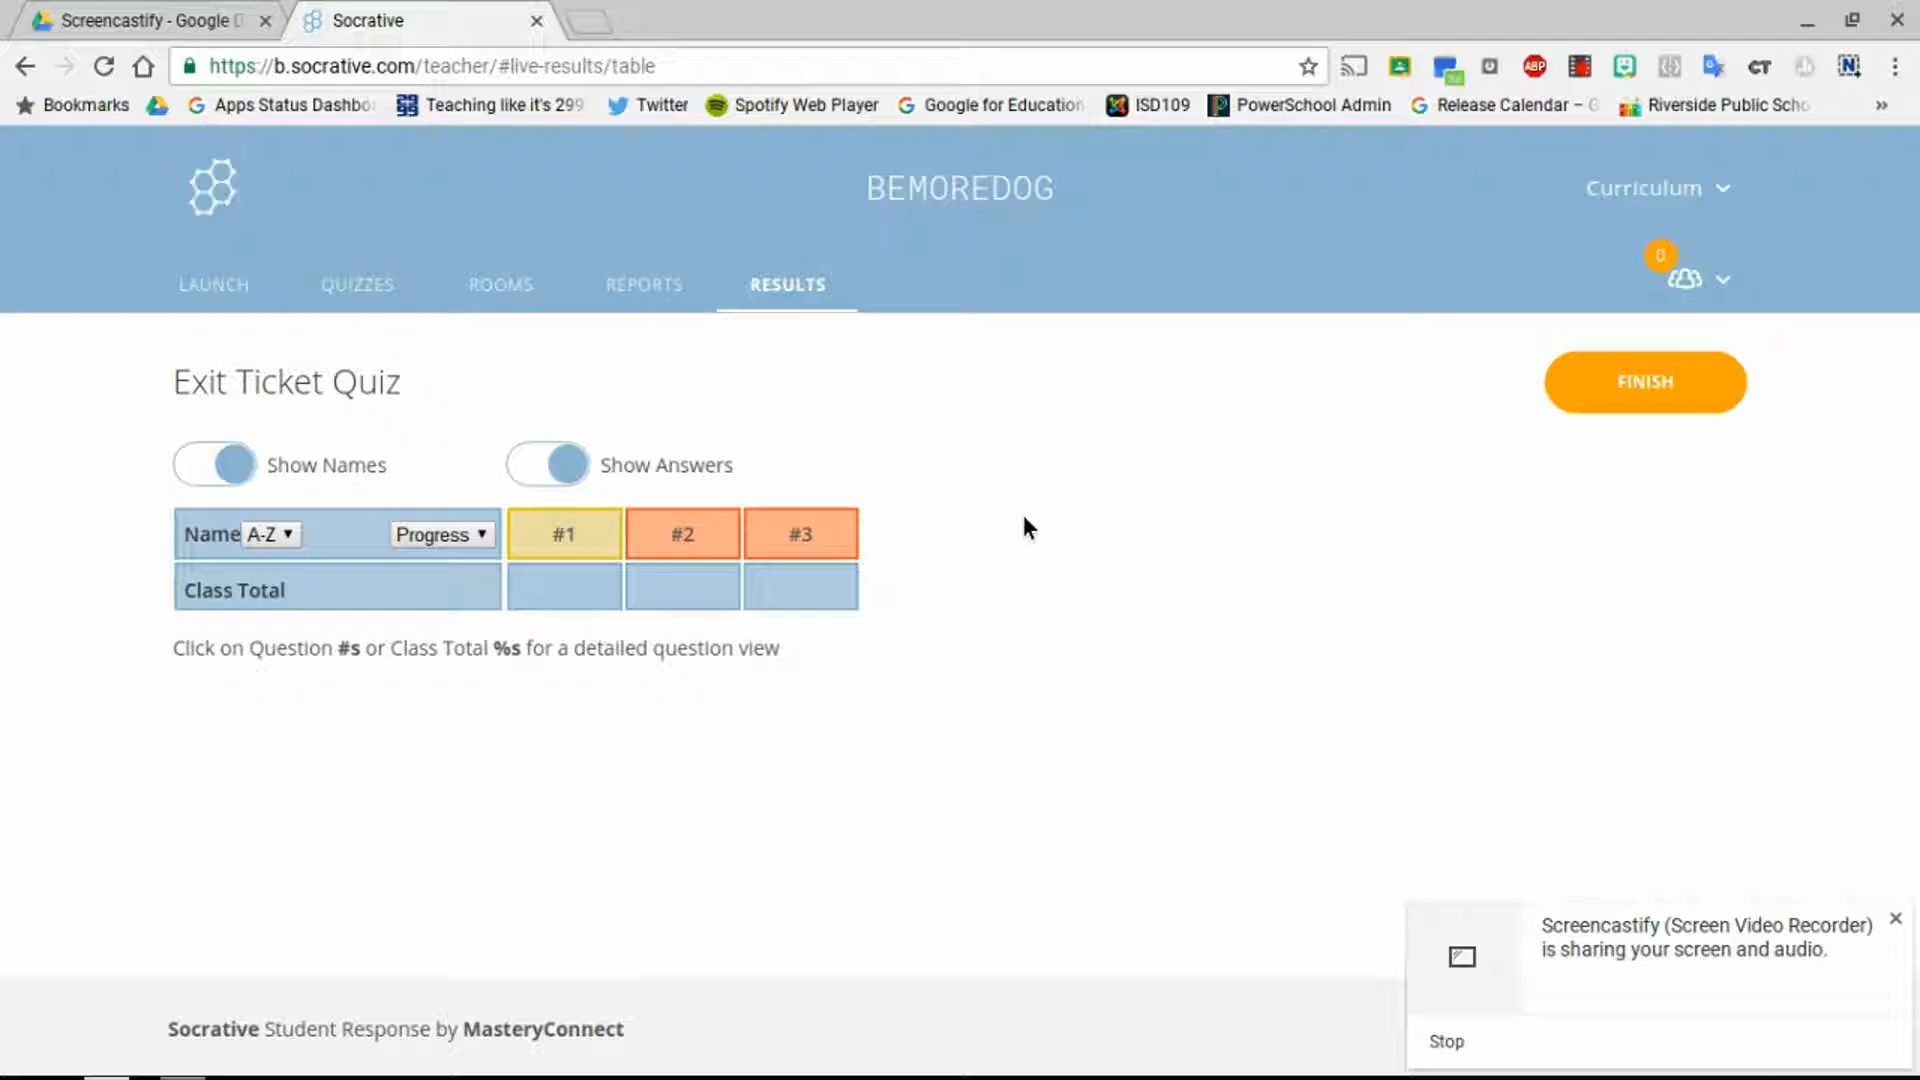 Screencastify - Google D
Socrative
https://b.socrative.com/teacher/#live-results/table
ABP
CT
N
Bookmarks
Apps Status Dashbo
Teaching like it's 299
Twitter
Spotify Web Player
Google for Education
ISD109
PowerSchool Admin
Release Calendar – G
Riverside Public Scho
»
BEMOREDOG
Curriculum
0
LAUNCH
QUIZZES
ROOMS
REPORTS
RESULTS
Exit Ticket Quiz
FINISH
Show Names
Show Answers
Name A-Z
Progress
#1
#2
#3
Class Total
Click on Question #s or Class Total %s for a detailed question view
Screencastify (Screen Video Recorder)
is sharing your screen and audio.
Stop
Socrative Student Response by MasteryConnect